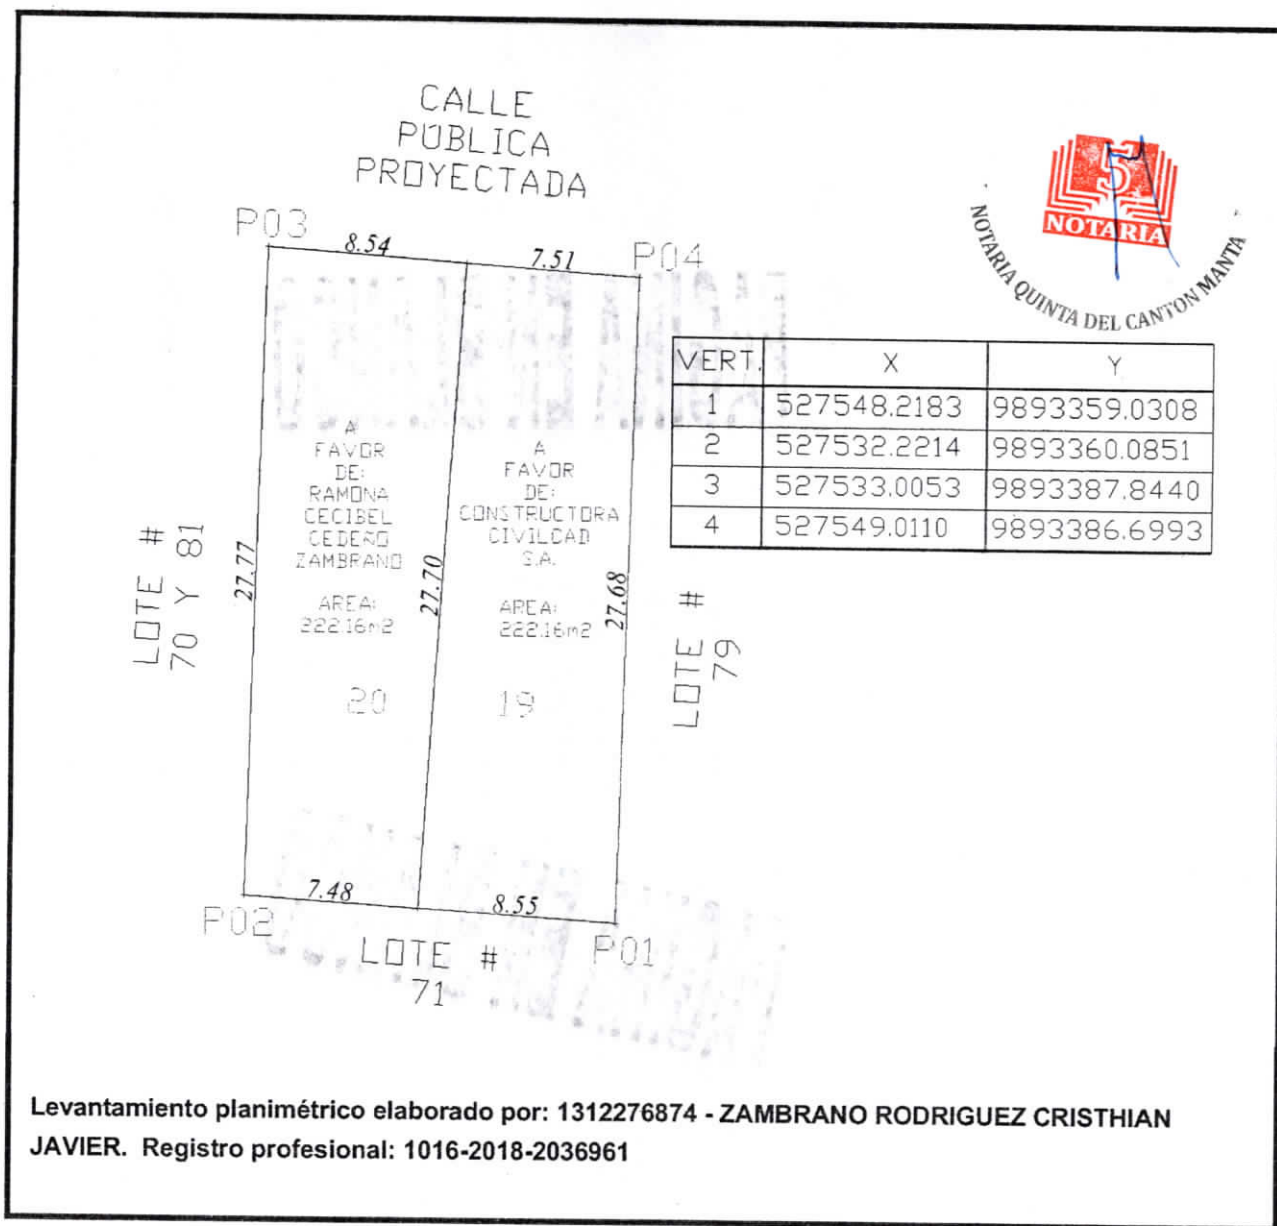 CALLE
PÚBLICA
PROYECTADA
5
NOTARÍA
NOTARIA QUINTA DEL CANTON MANTA
P03
8.54
7.51
P04
VERT. X Y
1 527548.2183 9893359.0308
2 527532.2214 9893360.0851
3 527533.0053 9893387.8440
4 527549.0110 9893386.6993
A
FAVOR
DE:
RAMONA
CECIBEL
CEDEÑO
ZAMBRANO
AREA:
222.16m2
20
A
FAVOR
DE:
CONSTRUCTORA
CIVILCAD
S.A.
AREA:
222.16m2
19
LOTE #
70 Y 81
27.77
27.70
27.68
LOTE #
79
7.48
8.55
P02
P01
LOTE #
71
Levantamiento planimétrico elaborado por: 1312276874 - ZAMBRANO RODRIGUEZ CRISTHIAN
JAVIER. Registro profesional: 1016-2018-2036961